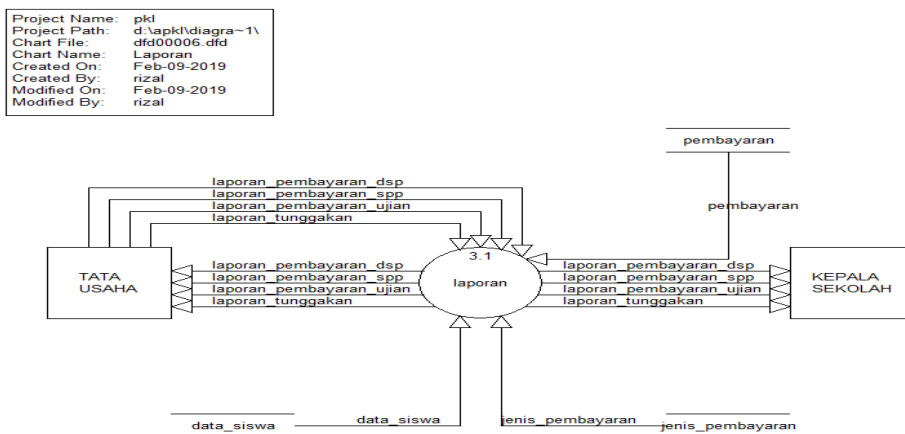 Project Name: pkl
Project Path: d:\apkl\diagra~1\
Chart File: dfd00006.dfd
Chart Name: Laporan
Created On: Feb-09-2019
Created By: rizal
Modified On: Feb-09-2019
Modified By: rizal
pembayaran
pembayaran
laporan_pembayaran_dsp
laporan_pembayaran_spp
laporan_pembayaran_ujian
laporan_tunggakan
TATA
USAHA
laporan_pembayaran_dsp
laporan_pembayaran_spp
laporan_pembayaran_ujian
laporan_tunggakan
3.1
laporan
laporan_pembayaran_dsp
laporan_pembayaran_spp
laporan_pembayaran_ujian
laporan_tunggakan
KEPALA
SEKOLAH
data_siswa
data_siswa
jenis_pembayaran
jenis_pembayaran